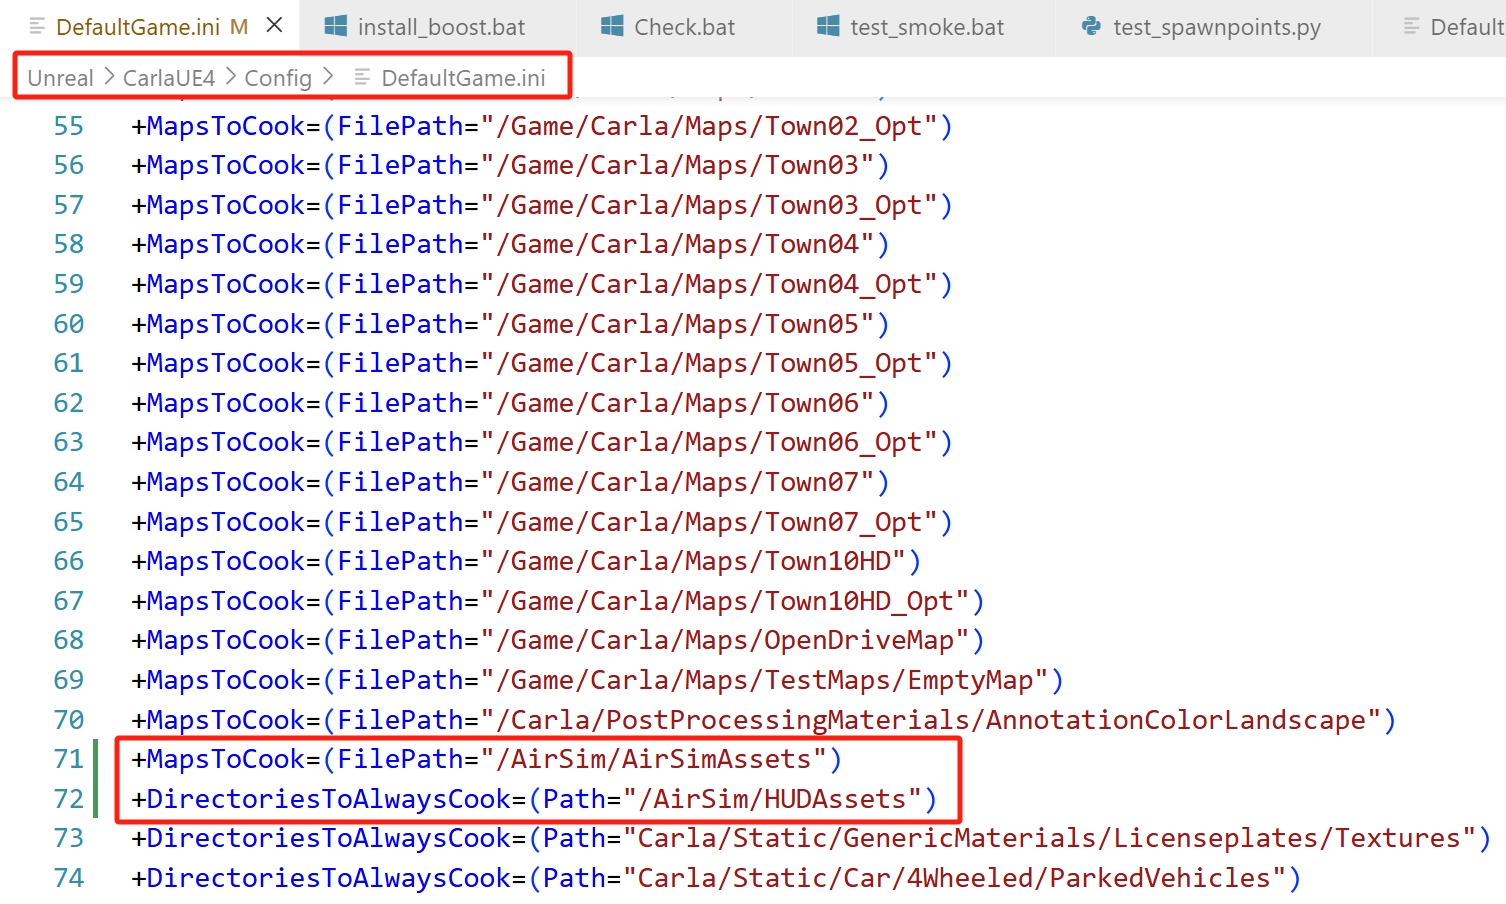 DefaultGame.ini M install_boost.bat Check.bat test_smoke.bat test_spawnpoints.py Default
Unreal > CarlaUE4 > Config > DefaultGame.ini
55 +MapsToCook=(FilePath="/Game/Carla/Maps/Town02_Opt")
56 +MapsToCook=(FilePath="/Game/Carla/Maps/Town03")
57 +MapsToCook=(FilePath="/Game/Carla/Maps/Town03_Opt")
58 +MapsToCook=(FilePath="/Game/Carla/Maps/Town04")
59 +MapsToCook=(FilePath="/Game/Carla/Maps/Town04_Opt")
60 +MapsToCook=(FilePath="/Game/Carla/Maps/Town05")
61 +MapsToCook=(FilePath="/Game/Carla/Maps/Town05_Opt")
62 +MapsToCook=(FilePath="/Game/Carla/Maps/Town06")
63 +MapsToCook=(FilePath="/Game/Carla/Maps/Town06_Opt")
64 +MapsToCook=(FilePath="/Game/Carla/Maps/Town07")
65 +MapsToCook=(FilePath="/Game/Carla/Maps/Town07_Opt")
66 +MapsToCook=(FilePath="/Game/Carla/Maps/Town10HD")
67 +MapsToCook=(FilePath="/Game/Carla/Maps/Town10HD_Opt")
68 +MapsToCook=(FilePath="/Game/Carla/Maps/OpenDriveMap")
69 +MapsToCook=(FilePath="/Game/Carla/Maps/TestMaps/EmptyMap")
70 +MapsToCook=(FilePath="/Carla/PostProcessingMaterials/AnnotationColorLandscape")
71 +MapsToCook=(FilePath="/AirSim/AirSimAssets")
72 +DirectoriesToAlwaysCook=(Path="/AirSim/HUDAssets")
73 +DirectoriesToAlwaysCook=(Path="Carla/Static/GenericMaterials/Licenseplates/Textures")
74 +DirectoriesToAlwaysCook=(Path="Carla/Static/Car/4Wheeled/ParkedVehicles")